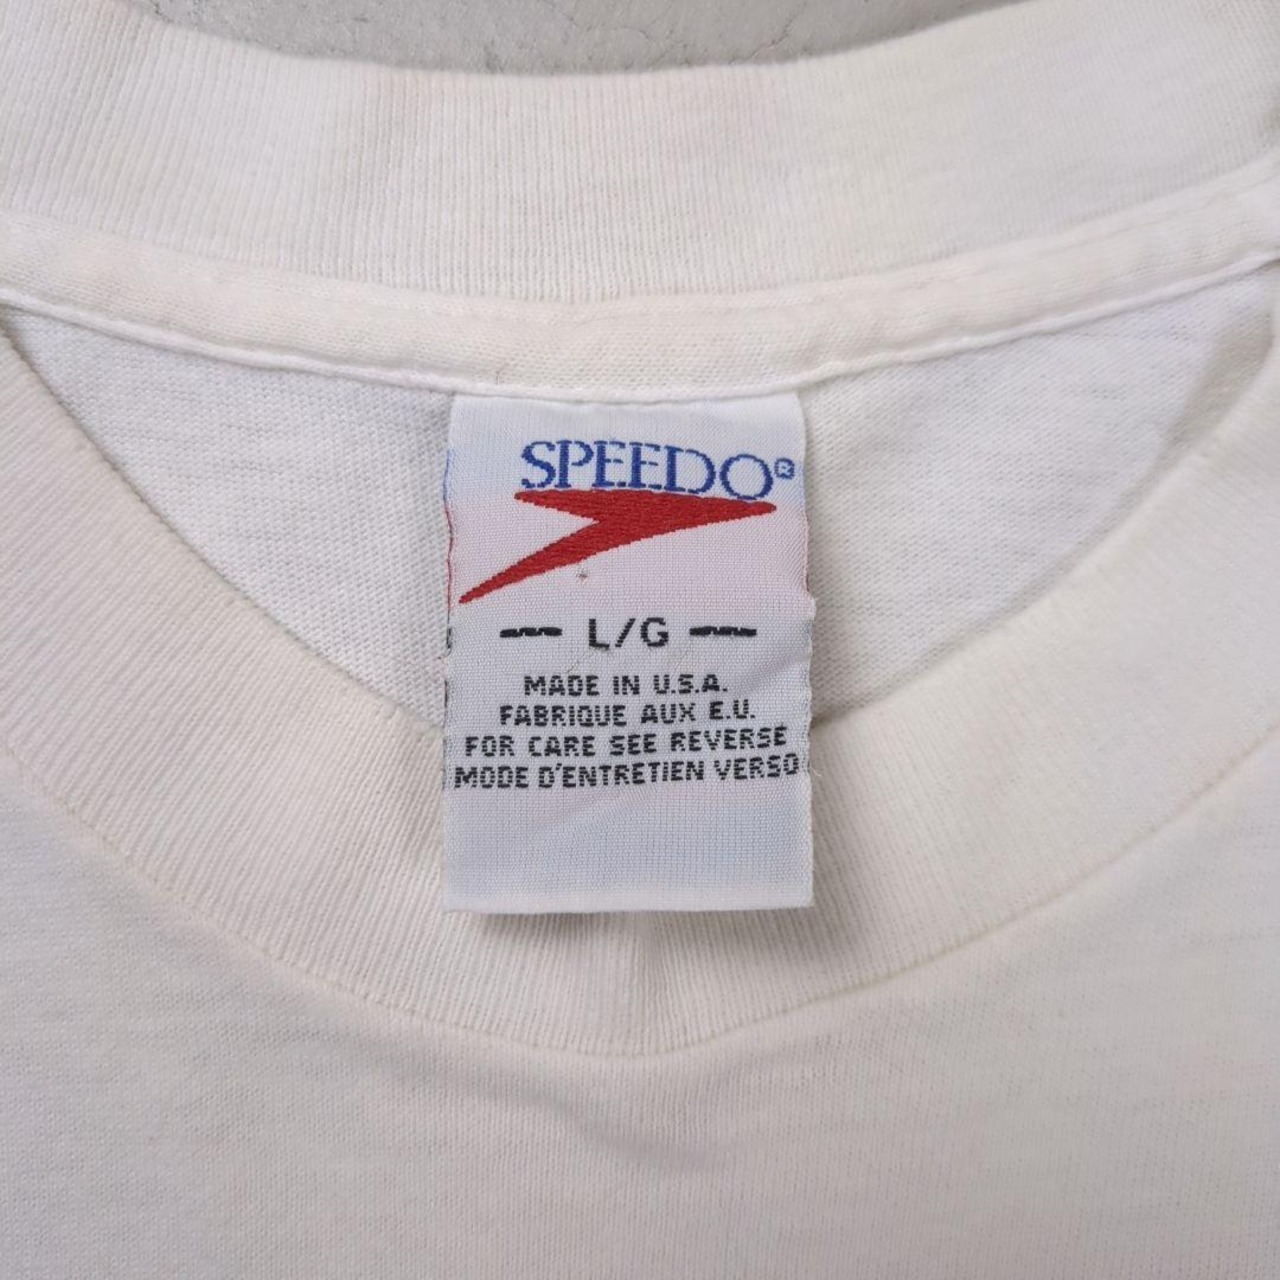 SPEEDO®
L/G
MADE IN U.S.A.
FABRIQUE AUX E.U.
FOR CARE SEE REVERSE
MODE D'ENTRETIEN VERSO